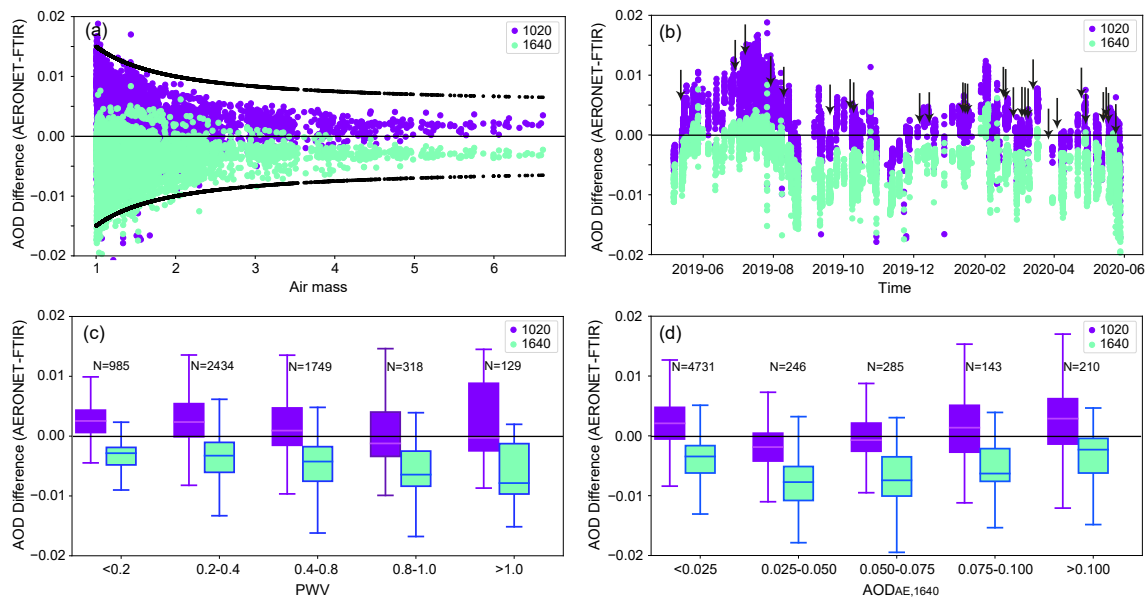 (a)
1020
1640
0.02
0.01
0.00
−0.01
−0.02
AOD Difference (AERONET-FTIR)
1
2
3
4
5
6
Air mass
(b)
1020
1640
0.02
0.01
0.00
−0.01
−0.02
AOD Difference (AERONET-FTIR)
2019-06
2019-08
2019-10
2019-12
2020-02
2020-04
2020-06
Time
(c)
1020
1640
N=985
N=2434
N=1749
N=318
N=129
0.02
0.01
0.00
−0.01
−0.02
AOD Difference (AERONET-FTIR)
<0.2
0.2-0.4
0.4-0.8
0.8-1.0
>1.0
PWV
(d)
1020
1640
N=4731
N=246
N=285
N=143
N=210
0.02
0.01
0.00
−0.01
−0.02
AOD Difference (AERONET-FTIR)
<0.025
0.025-0.050
0.050-0.075
0.075-0.100
>0.100
AODAE,1640